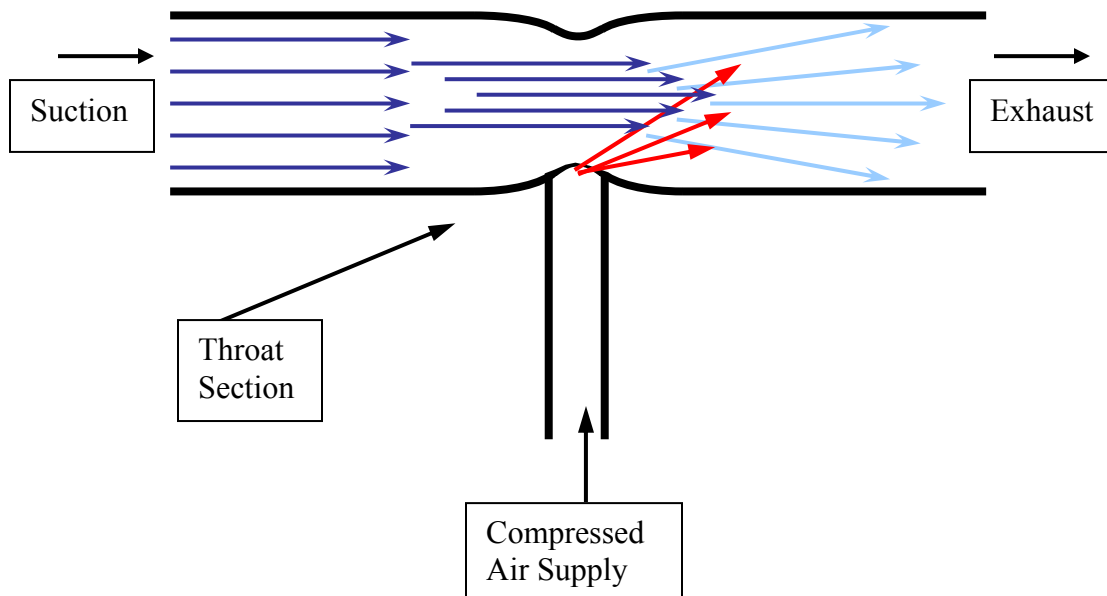 Suction
Exhaust
Throat
Section
Compressed
Air Supply